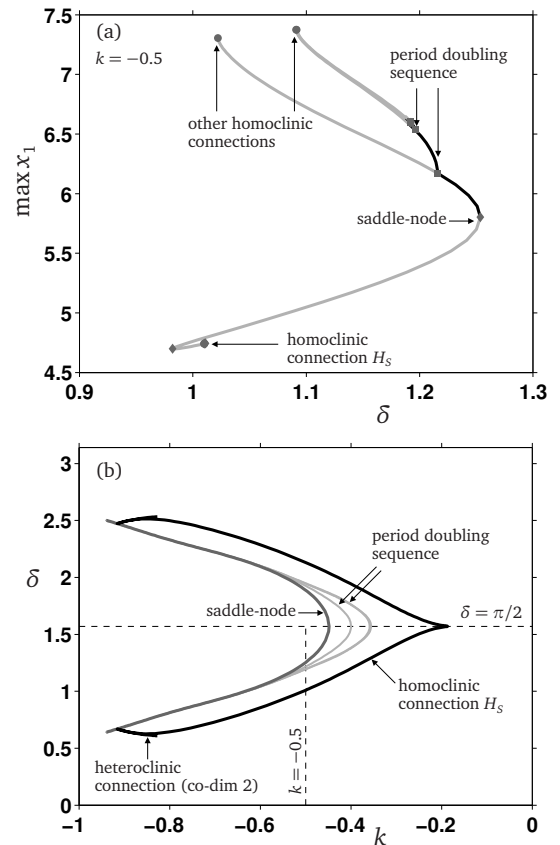 (a)
k = −0.5
7.5
7
6.5
6
5.5
5
4.5
max x₁
period doubling
sequence
other homoclinic
connections
saddle-node
homoclinic
connection H_S
0.9
1
1.1
1.2
1.3
δ
(b)
3
2.5
2
1.5
1
0.5
0
δ
period doubling
sequence
saddle-node
δ = π/2
homoclinic
connection H_S
heteroclinic
connection (co-dim 2)
k = −0.5
−1
−0.8
−0.6
−0.4
−0.2
0
k